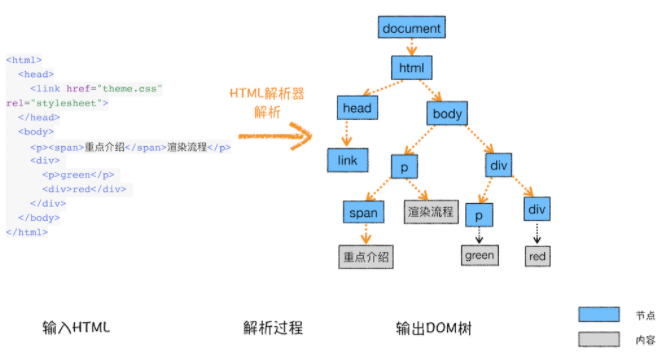 <html>
<head>
<link href="theme.css"
rel="stylesheet">
</head>
<body>
<p><span>重点介绍</span>渲染流程</p>
<div>
<p>green</p>
<div>red</div>
</div>
</body>
</html>
HTML解析器
解析
document
html
head
body
link
p
div
span
渲染流程
p
div
重点介绍
green
red
输入HTML
解析过程
输出DOM树
节点
内容